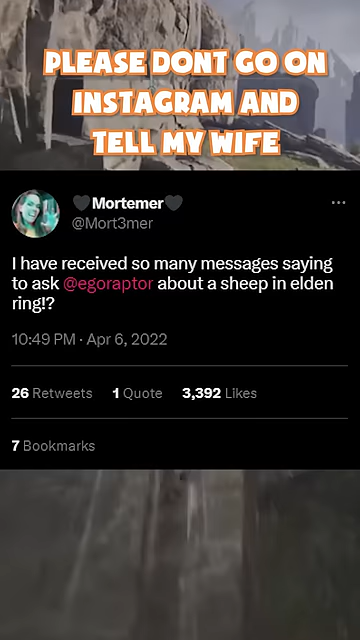 PLEASE DONT GO ON
INSTAGRAM AND
TELL MY WIFE
🖤Mortemer🖤
@Mort3mer
I have received so many messages saying
to ask @egoraptor about a sheep in elden
ring!?
10:49 PM · Apr 6, 2022
26 Retweets 1 Quote 3,392 Likes
7 Bookmarks